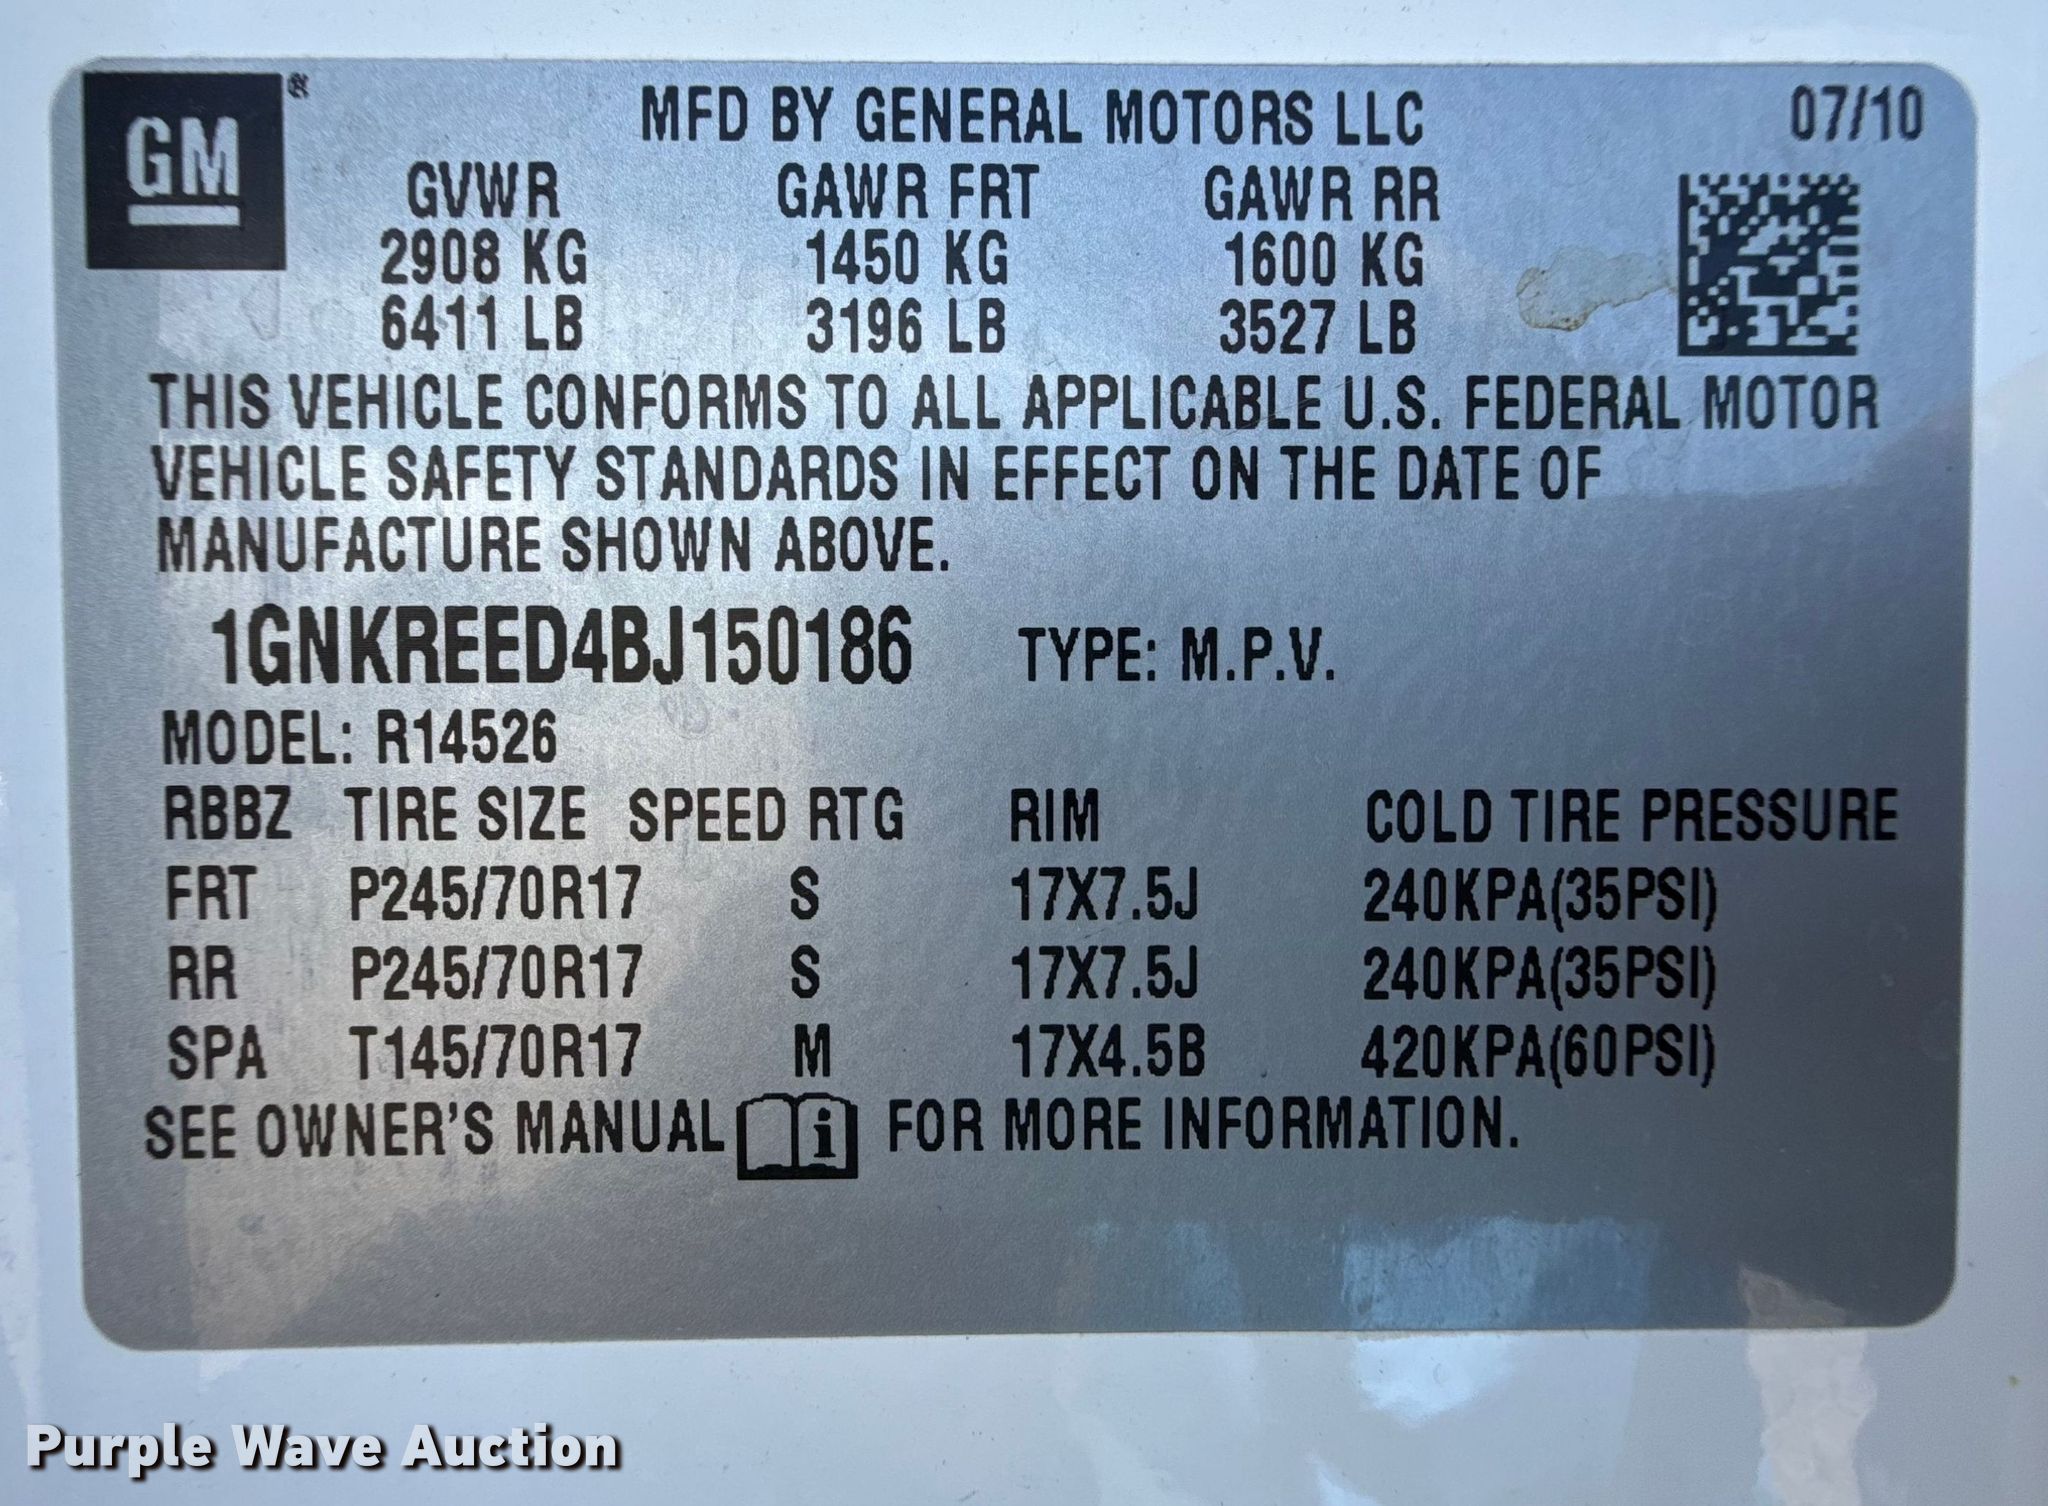 GM®
MFD BY GENERAL MOTORS LLC 07/10
GVWR GAWR FRT GAWR RR
2908 KG 1450 KG 1600 KG
6411 LB 3196 LB 3527 LB
THIS VEHICLE CONFORMS TO ALL APPLICABLE U.S. FEDERAL MOTOR
VEHICLE SAFETY STANDARDS IN EFFECT ON THE DATE OF
MANUFACTURE SHOWN ABOVE.
1GNKREED4BJ150186 TYPE: M.P.V.
MODEL: R14526
RBBZ TIRE SIZE SPEED RTG RIM COLD TIRE PRESSURE
FRT P245/70R17 S 17X7.5J 240KPA(35PSI)
RR P245/70R17 S 17X7.5J 240KPA(35PSI)
SPA T145/70R17 M 17X4.5B 420KPA(60PSI)
SEE OWNER'S MANUAL i FOR MORE INFORMATION.
Purple Wave Auction